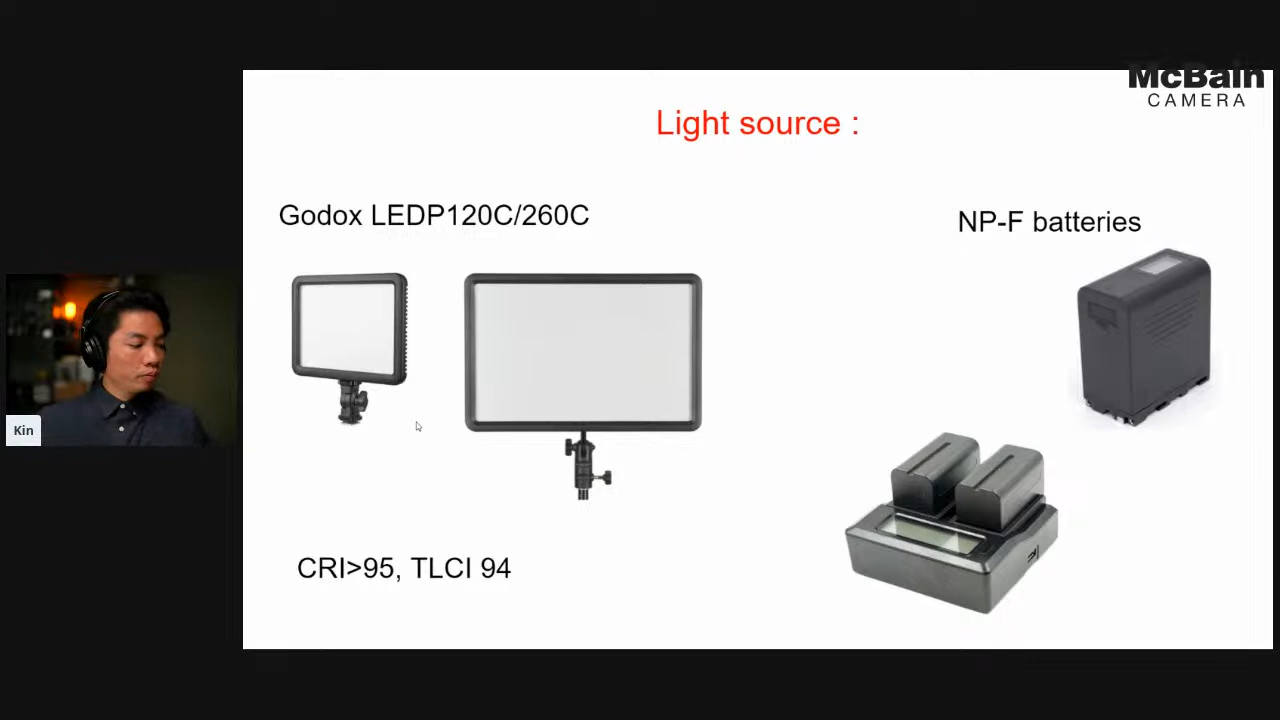 McBain
CAMERA
Light source :
Godox LEDP120C/260C
NP-F batteries
Kin
CRI>95, TLCI 94